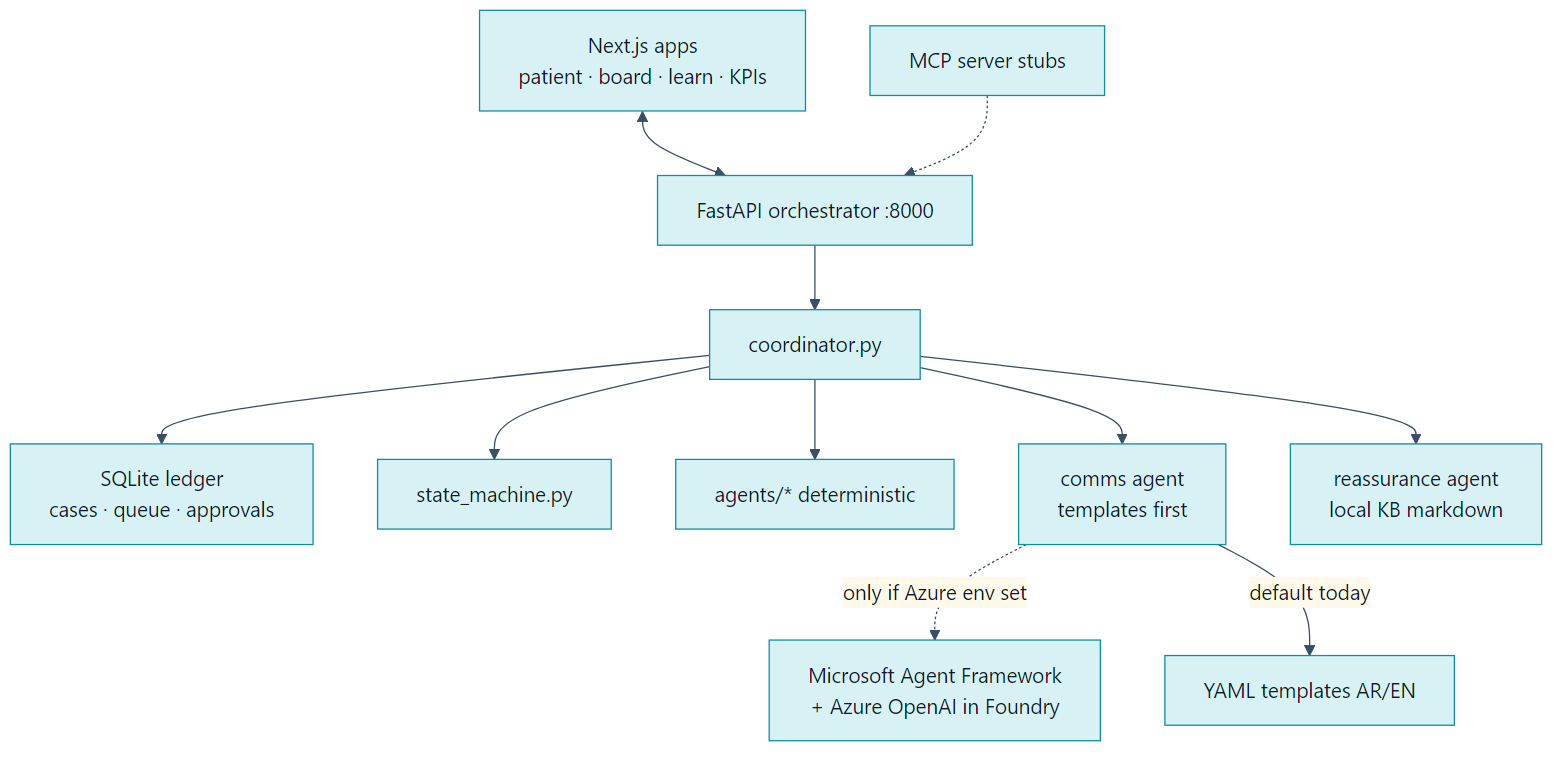 Next.js apps
patient · board · learn · KPIs
MCP server stubs
FastAPI orchestrator :8000
coordinator.py
SQLite ledger
cases · queue · approvals
state_machine.py
agents/* deterministic
comms agent
templates first
reassurance agent
local KB markdown
only if Azure env set
default today
Microsoft Agent Framework
+ Azure OpenAI in Foundry
YAML templates AR/EN